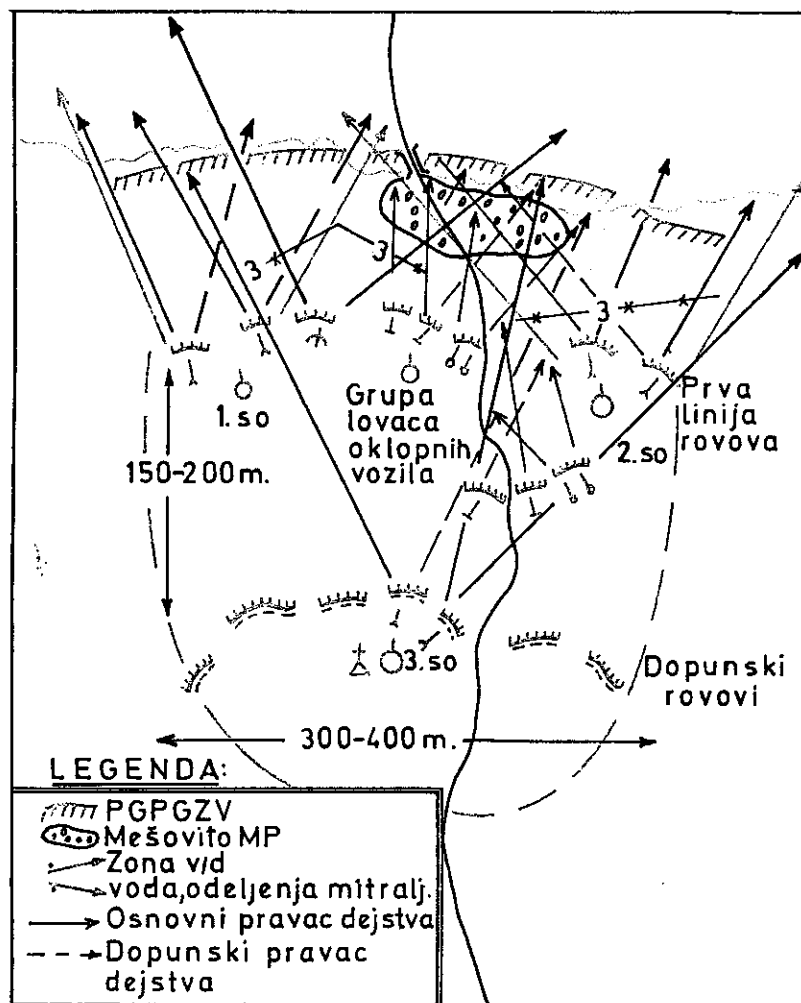 3
3
3
1. so
Grupa
lovaca
oklopnih
vozila
Prva
linija
rovova
2. so
150-200 m.
3. so
Dopunski
rovovi
300-400 m.
LEGENDA:
PGPGZV
Mešovito MP
Zona v/d
voda, odeljenja mitralj.
Osnovni pravac dejstva
Dopunski pravac
dejstva